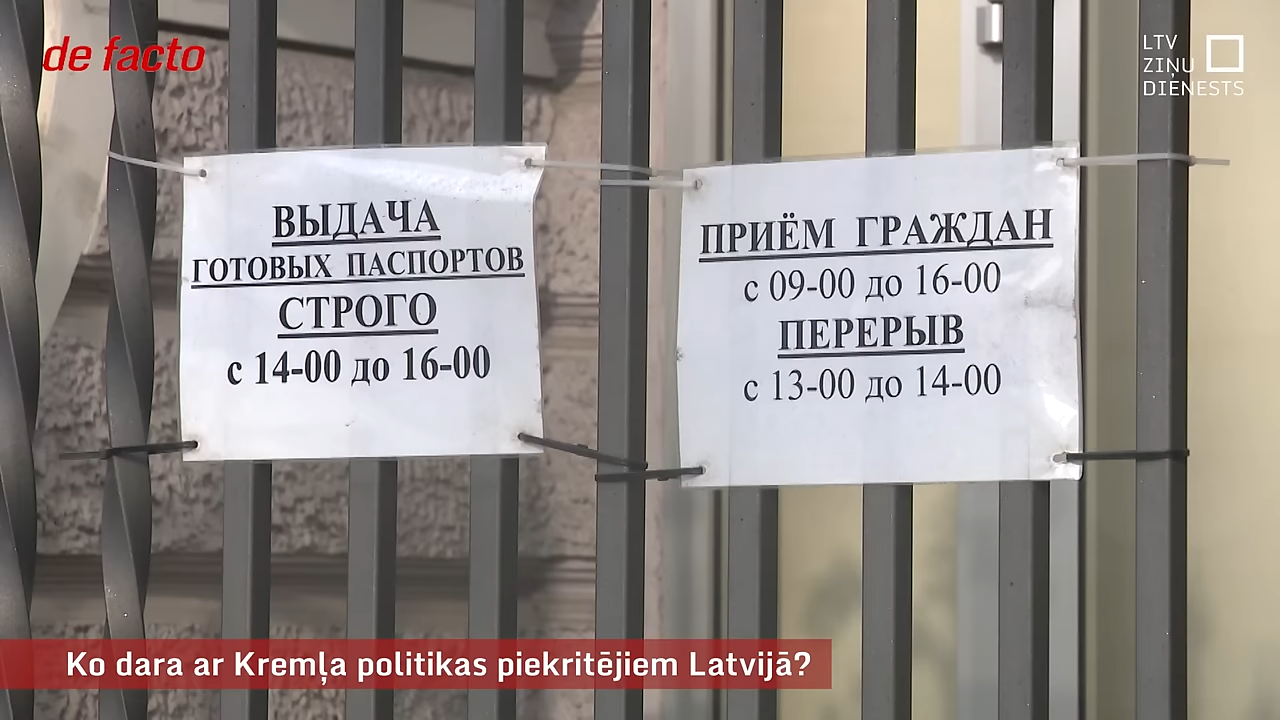 de facto
LTV
ZIŅU
DIENESTS
ВЫДАЧА
ГОТОВЫХ ПАСПОРТОВ
СТРОГО
с 14-00 до 16-00
ПРИЁМ ГРАЖДАН
с 09-00 до 16-00
ПЕРЕРЫВ
с 13-00 до 14-00
Ko dara ar Kremļa politikas piekritējiem Latvijā?